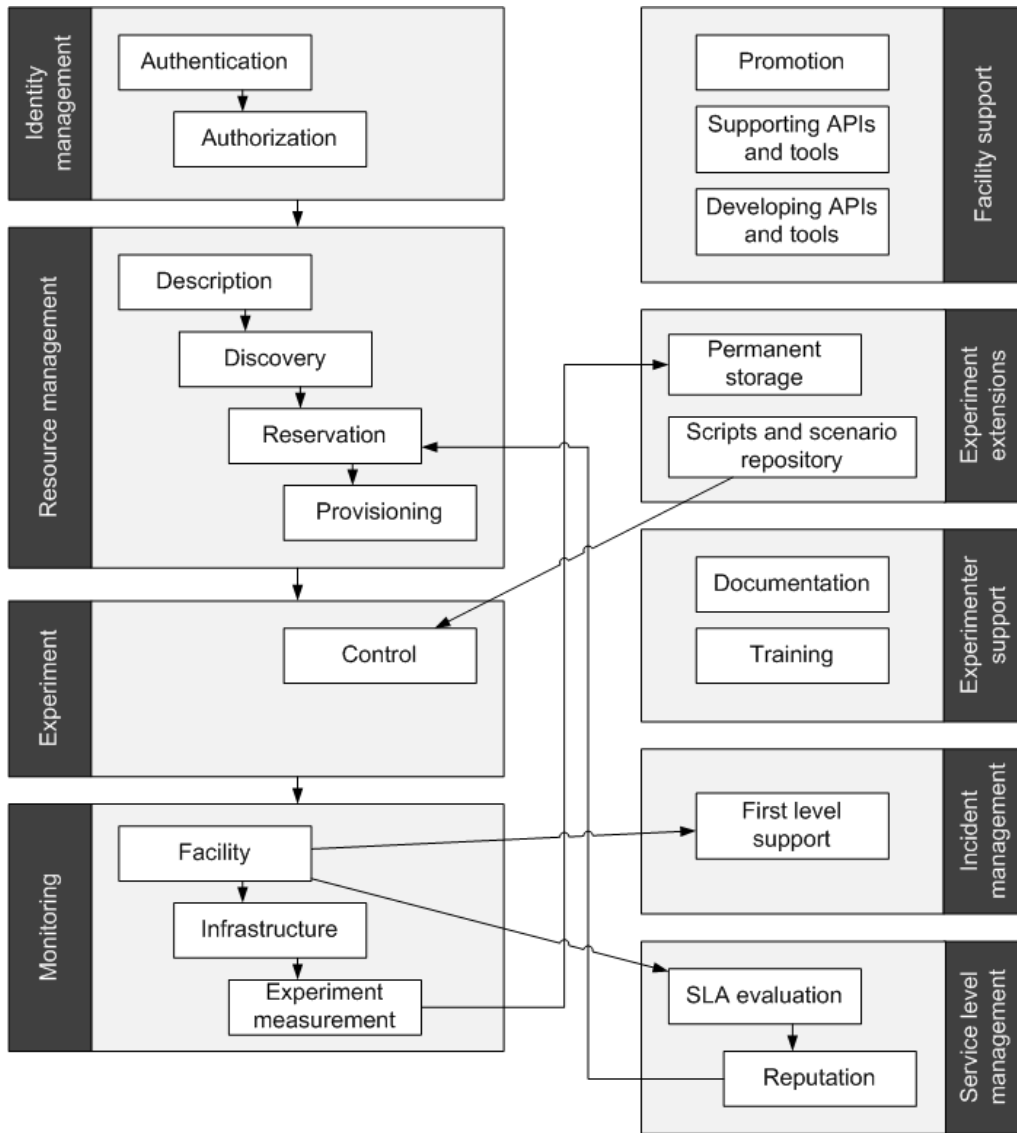 Identity
management
Authentication
Authorization
Resource management
Description
Discovery
Reservation
Provisioning
Experiment
Control
Monitoring
Facility
Infrastructure
Experiment
measurement
Promotion
Supporting APIs
and tools
Developing APIs
and tools
Facility support
Permanent
storage
Scripts and scenario
repository
Experiment
extensions
Documentation
Training
Experimenter
support
First level
support
Incident
management
SLA evaluation
Reputation
Service level
management